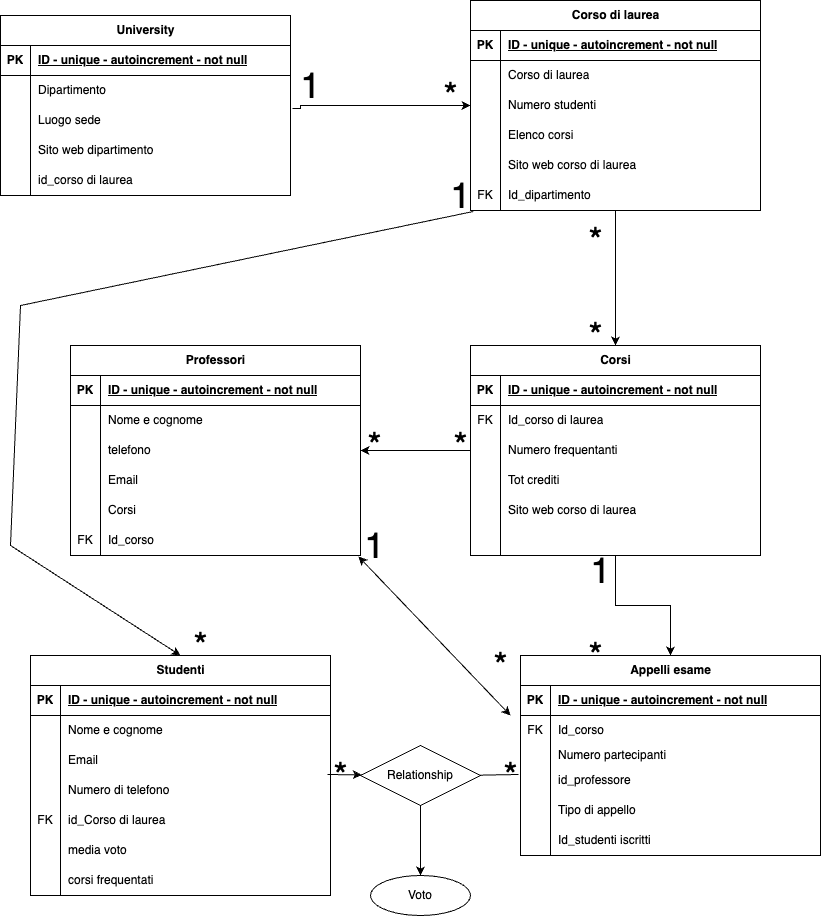 University
PK ID - unique - autoincrement - not null
Dipartimento
Luogo sede
Sito web dipartimento
id_corso di laurea
1
*
Corso di laurea
PK ID - unique - autoincrement - not null
Corso di laurea
Numero studenti
Elenco corsi
Sito web corso di laurea
FK Id_dipartimento
1
*
*
Professori
PK ID - unique - autoincrement - not null
Nome e cognome
telefono
Email
Corsi
FK Id_corso
*
*
Corsi
PK ID - unique - autoincrement - not null
FK Id_corso di laurea
Numero frequentanti
Tot crediti
Sito web corso di laurea
1
1
*
*
*
Studenti
PK ID - unique - autoincrement - not null
Nome e cognome
Email
Numero di telefono
FK id_Corso di laurea
media voto
corsi frequentati
*
Relationship
*
Voto
Appelli esame
PK ID - unique - autoincrement - not null
FK Id_corso
Numero partecipanti
id_professore
Tipo di appello
Id_studenti iscritti